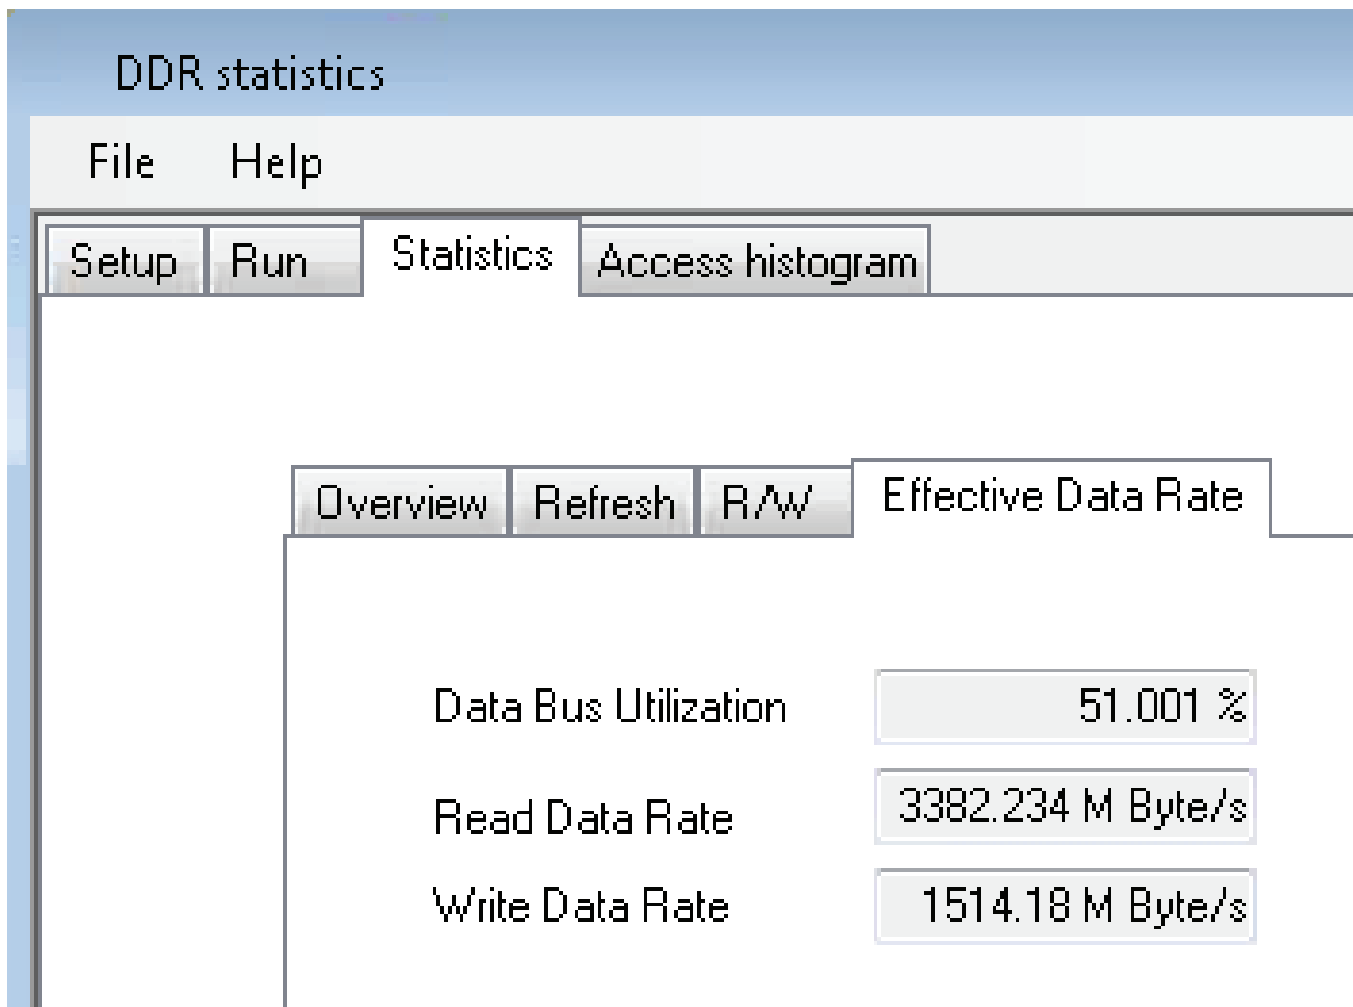 DDR statistics
File Help
Setup Run Statistics Access histogram
Overview Refresh R/W Effective Data Rate
Data Bus Utilization 51.001 %
Read Data Rate 3382.234 M Byte/s
Write Data Rate 1514.18 M Byte/s